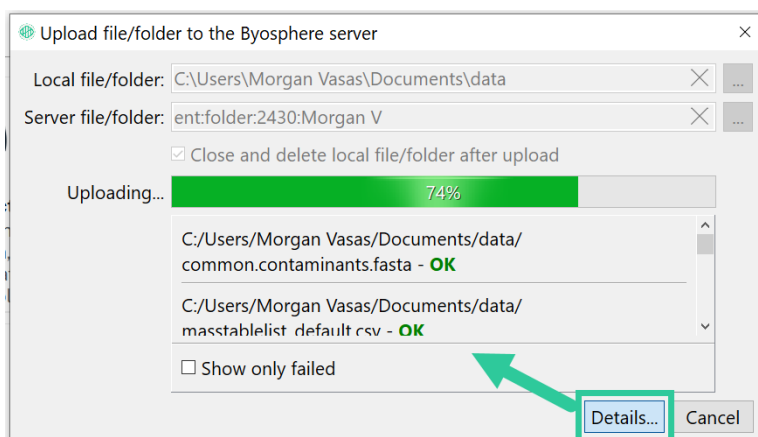 Upload file/folder to the Byosphere server
Local file/folder: C:\Users\Morgan Vasas\Documents\data ...
Server file/folder: ent:folder:2430:Morgan V ...
Close and delete local file/folder after upload
Uploading... 74%
C:/Users/Morgan Vasas/Documents/data/
common.contaminants.fasta - OK
C:/Users/Morgan Vasas/Documents/data/
masstablelist_default.csv - OK
Show only failed
Details... Cancel